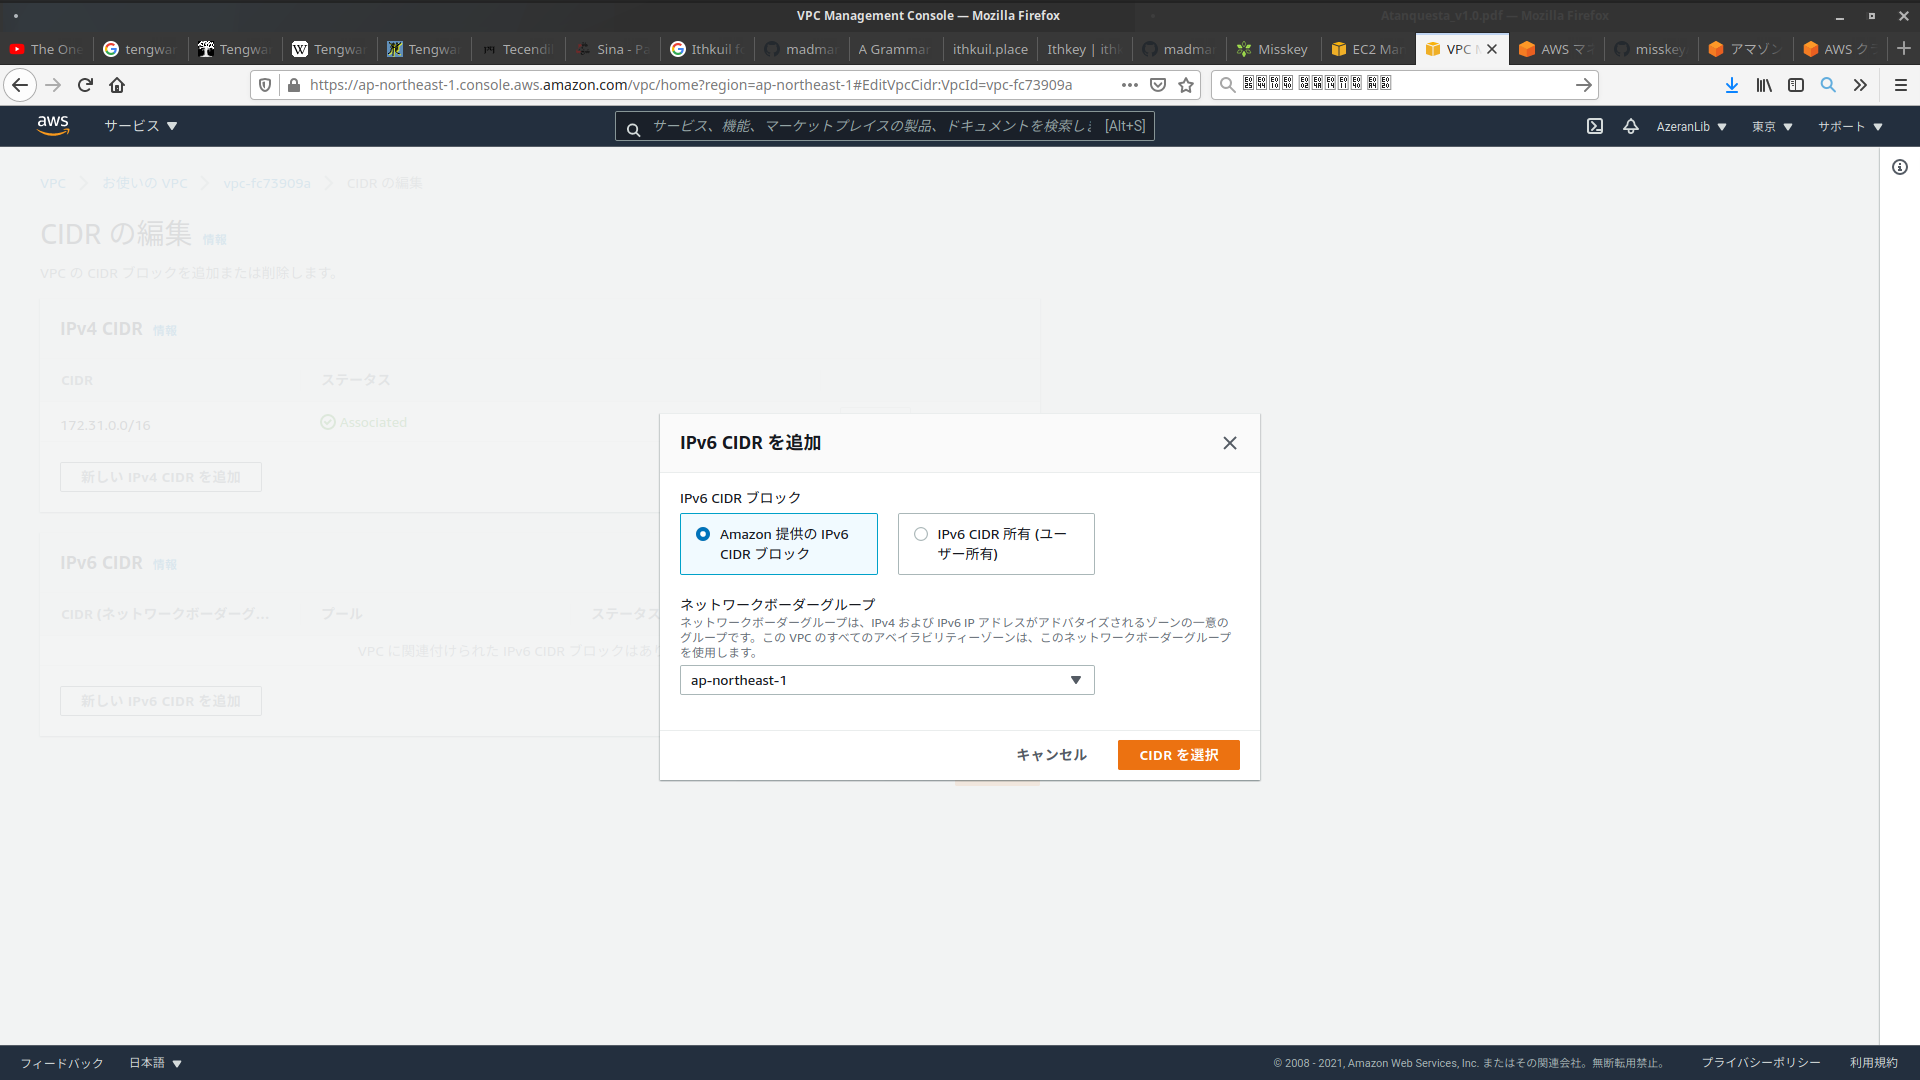 VPC Management Console — Mozilla Firefox
Atanquesta_v1.0.pdf — Mozilla Firefox
The One
tengwar
Tengwa
Tengwar
Tengwa
Tecendil
Sina - Pa
Ithkuil f
madma
A Grammar
ithkuil.place
Ithkey | ith
madma
Misskey
EC2 Man
VPC M
AWS マネ
misskey
アマゾン
AWS ク
https://ap-northeast-1.console.aws.amazon.com/vpc/home?region=ap-northeast-1#EditVpcCidr:VpcId=vpc-fc73909a
aws
サービス
サービス、機能、マーケットプレイスの製品、ドキュメントを検索し
[Alt+S]
AzeranLib
東京
サポート
VPC
お使いの VPC
vpc-fc73909a
CIDR の編集
CIDR の編集 情報
VPC の CIDR ブロックを追加または削除します。
IPv4 CIDR 情報
CIDR
ステータス
172.31.0.0/16
Associated
新しい IPv4 CIDR を追加
IPv6 CIDR 情報
CIDR (ネットワークボーダーグ...
プール
ステータス
VPC に関連付けられた IPv6 CIDR ブロックはあ
新しい IPv6 CIDR を追加
IPv6 CIDR を追加
IPv6 CIDR ブロック
Amazon 提供の IPv6
CIDR ブロック
IPv6 CIDR 所有 (ユー
ザー所有)
ネットワークボーダーグループ
ネットワークボーダーグループは、IPv4 および IPv6 IP アドレスがアドバタイズされるゾーンの一意の
グループです。この VPC のすべてのアベイラビリティーゾーンは、このネットワークボーダーグループ
を使用します。
ap-northeast-1
キャンセル
CIDR を選択
フィードバック
日本語
© 2008 - 2021, Amazon Web Services, Inc. またはその関連会社。無断転用禁止。
プライバシーポリシー
利用規約